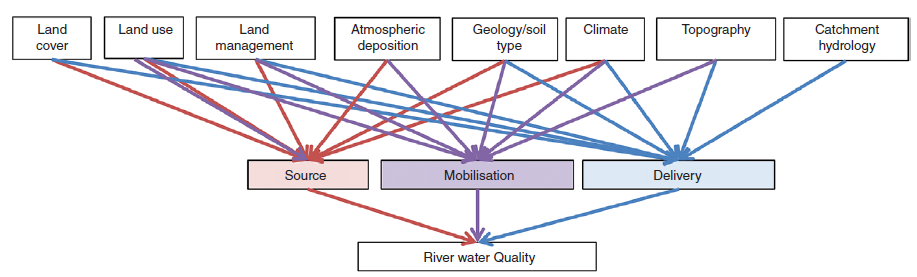 Land
cover
Land use
Land
management
Atmospheric
deposition
Geology/soil
type
Climate
Topography
Catchment
hydrology
Source
Mobilisation
Delivery
River water Quality